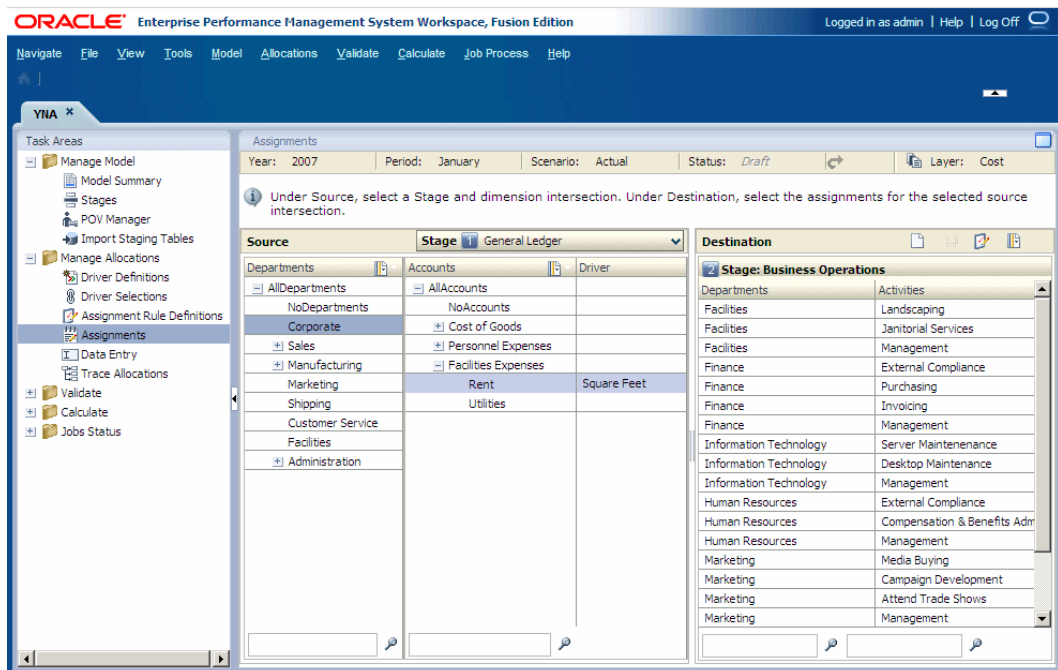 ORACLE Enterprise Performance Management System Workspace, Fusion Edition
Logged in as admin | Help | Log Off
Navigate File View Tools Model Allocations Validate Calculate Job Process Help
YNA ×
Task Areas
Manage Model
Model Summary
Stages
POV Manager
Import Staging Tables
Manage Allocations
Driver Definitions
Driver Selections
Assignment Rule Definitions
Assignments
Data Entry
Trace Allocations
Validate
Calculate
Jobs Status
Assignments
Year: 2007 Period: January Scenario: Actual Status: Draft Layer: Cost
Under Source, select a Stage and dimension intersection. Under Destination, select the assignments for the selected source
intersection.
Source Stage 1 General Ledger
Departments Accounts Driver
AllDepartments AllAccounts
NoDepartments NoAccounts
Corporate Cost of Goods
Sales Personnel Expenses
Manufacturing Facilities Expenses
Marketing Rent Square Feet
Shipping Utilities
Customer Service
Facilities
Administration
Destination
2 Stage: Business Operations
Departments Activities
Facilities Landscaping
Facilities Janitorial Services
Facilities Management
Finance External Compliance
Finance Purchasing
Finance Invoicing
Finance Management
Information Technology Server Maintenenance
Information Technology Desktop Maintenance
Information Technology Management
Human Resources External Compliance
Human Resources Compensation & Benefits Adm
Human Resources Management
Marketing Media Buying
Marketing Campaign Development
Marketing Attend Trade Shows
Marketing Management